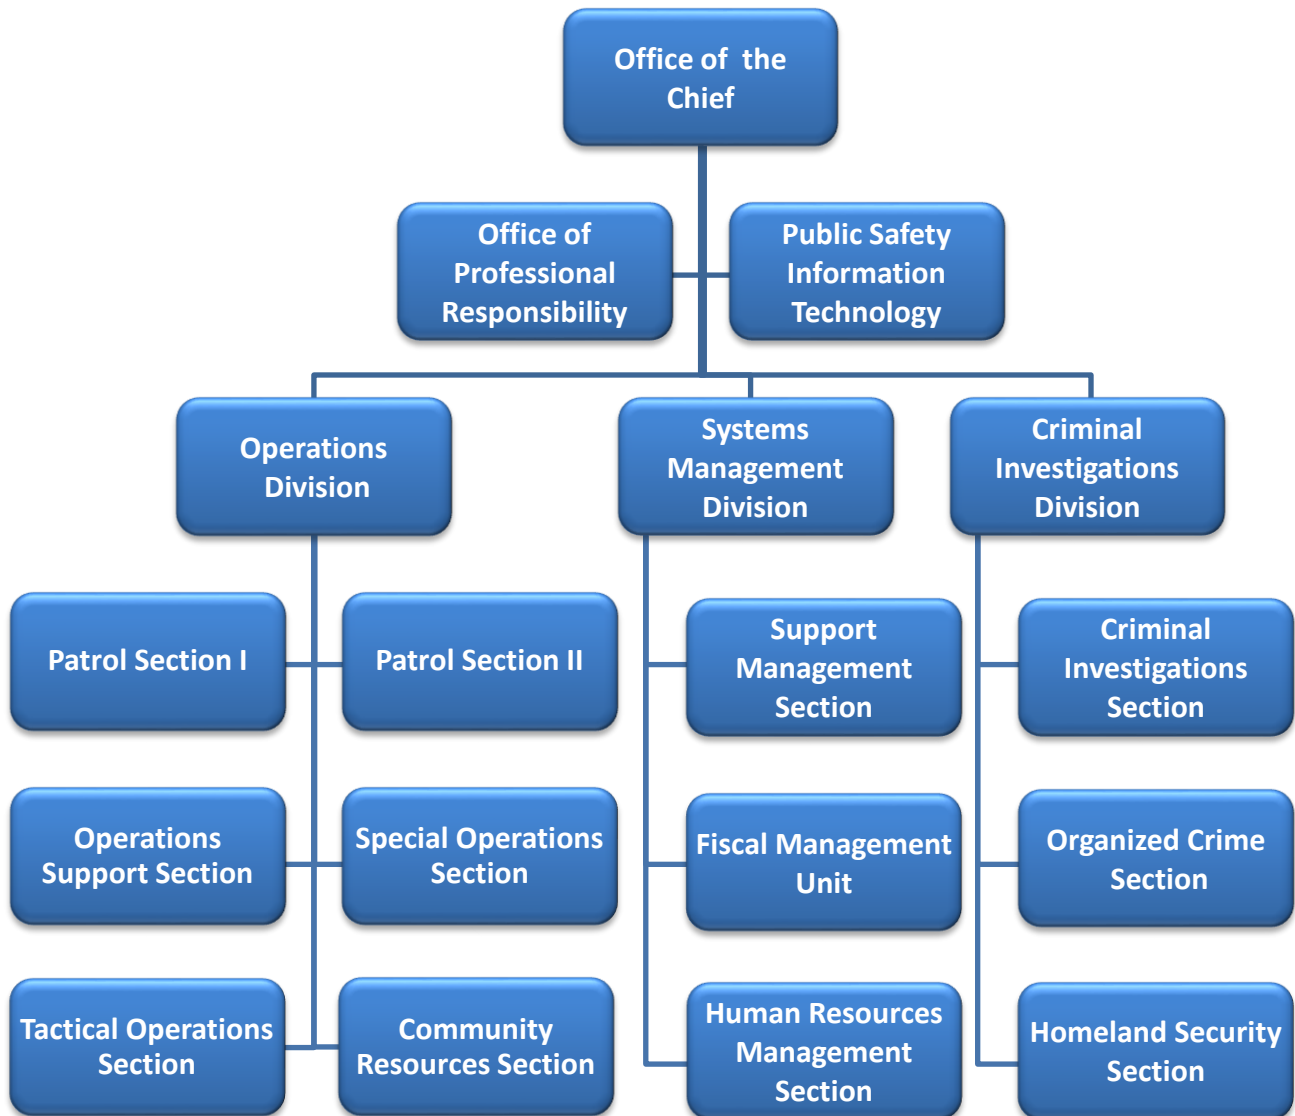 Office of  the
Chief
Office of
Professional
Responsibility
Public Safety
Information
Technology
Operations
Division
Systems
Management
Division
Criminal
Investigations
Division
Patrol Section I
Patrol Section II
Support
Management
Section
Criminal
Investigations
Section
Operations
Support Section
Special Operations
Section
Fiscal Management
Unit
Organized Crime
Section
Tactical Operations
Section
Community
Resources Section
Human Resources
Management
Section
Homeland Security
Section